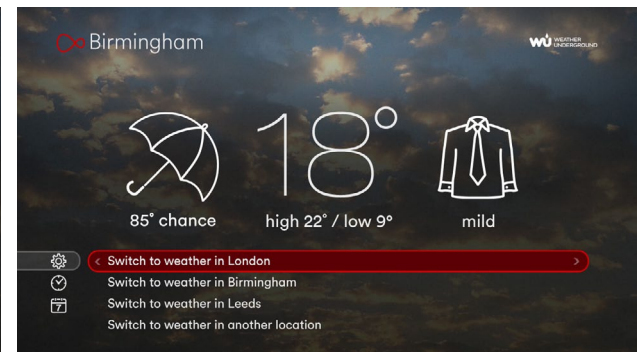 Birmingham
WU WEATHER
UNDERGROUND
18°
85° chance
high 22° / low 9°
mild
Switch to weather in London
Switch to weather in Birmingham
7
Switch to weather in Leeds
Switch to weather in another location